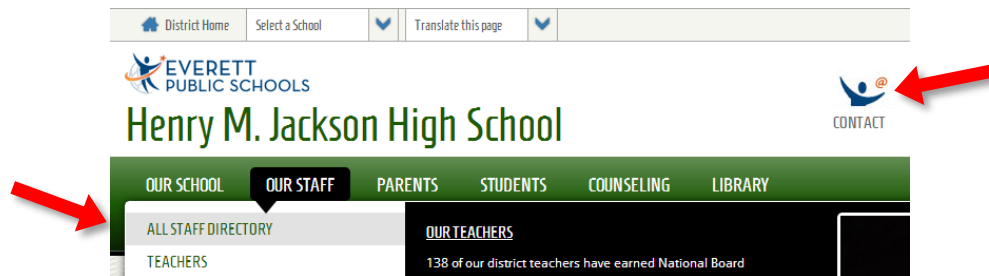 District Home Select a School Translate this page
EVERETT
PUBLIC SCHOOLS
Henry M. Jackson High School
@
CONTACT
OUR SCHOOL OUR STAFF PARENTS STUDENTS COUNSELING LIBRARY
ALL STAFF DIRECTORY
TEACHERS
OUR TEACHERS
138 of our district teachers have earned National Board